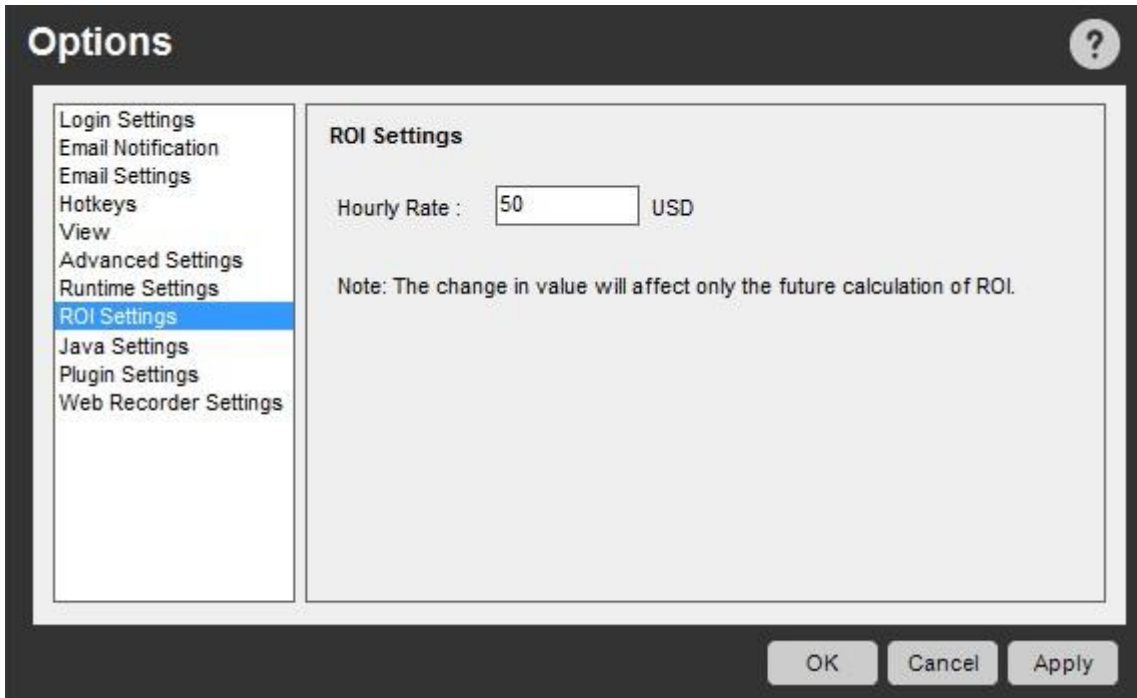 Options
?
Login Settings
Email Notification
Email Settings
Hotkeys
View
Advanced Settings
Runtime Settings
ROI Settings
Java Settings
Plugin Settings
Web Recorder Settings
ROI Settings
Hourly Rate : 50 USD
Note: The change in value will affect only the future calculation of ROI.
OK Cancel Apply